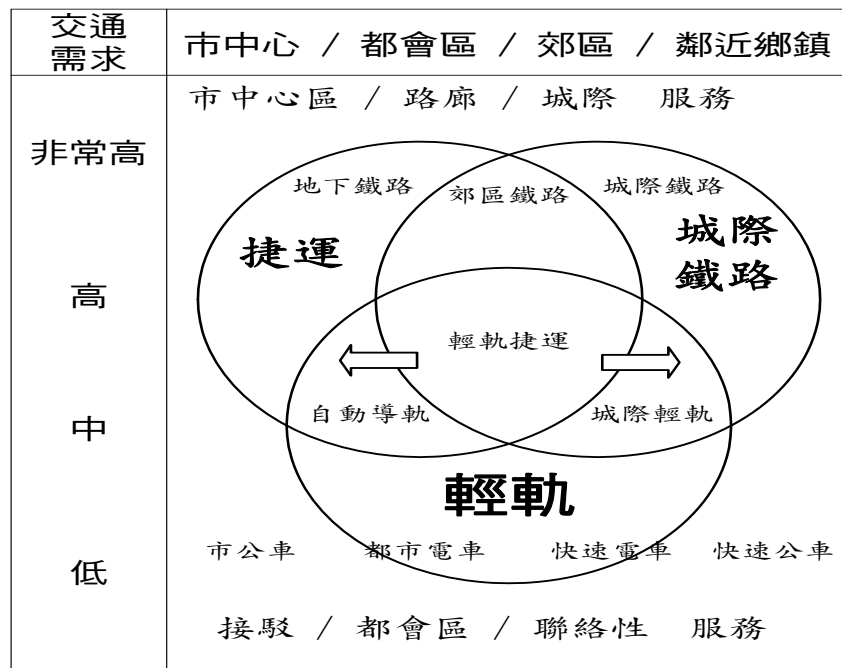 交通
需求
市中心 / 都會區 / 郊區 / 鄰近鄉鎮
市中心區 / 路廊 / 城際 服務
非常高
地下鐵路
郊區鐵路
城際鐵路
捷運
城際
鐵路
高
輕軌捷運
自動導軌
城際輕軌
中
輕軌
市公車 都市電車 快速電車 快速公車
低
接駁 / 都會區 / 聯絡性 服務